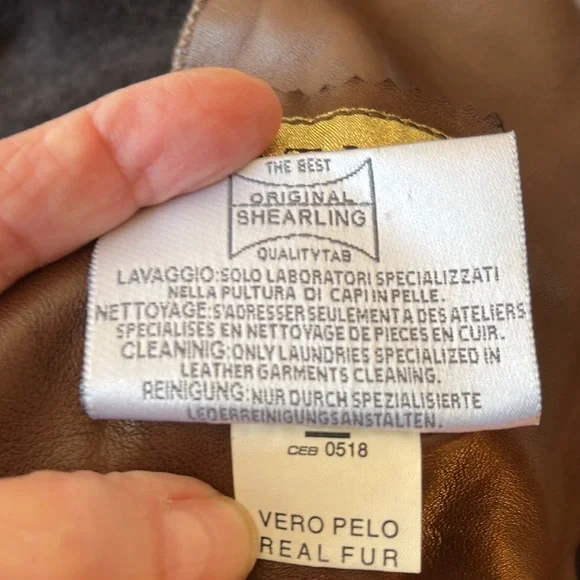 THE BEST
ORIGINAL
SHEARLING
QUALITYTAB
LAVAGGIO:SOLO LABORATORI SPECIALIZZATI
NELLA PULTURA DI CAPI IN PELLE.
NETTOYAGE:S'ADRESSER SEULEMENT A DES ATELIERS
SPECIALISES EN NETTOYAGE DE PIECES EN CUIR.
CLEANINIG:ONLY LAUNDRIES SPECIALIZED IN
LEATHER GARMENTS CLEANING.
REINIGUNG:NUR DURCH SPEZIALISIERTE
LEDERREINIGUNGSANSTALTEN.
CEB 0518
VERO PELO
REAL FUR